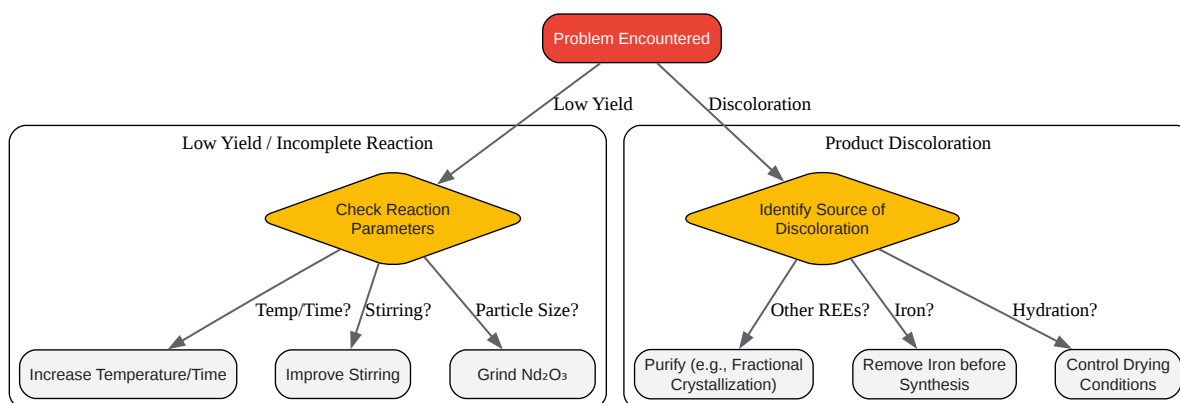 Problem Encountered
Low Yield
Discoloration
Low Yield / Incomplete Reaction
Product Discoloration
Check Reaction
Parameters
Identify Source of
Discoloration
Temp/Time?
Stirring?
Particle Size?
Other REEs?
Iron?
Hydration?
Increase Temperature/Time
Improve Stirring
Grind Nd₂O₃
Purify (e.g., Fractional
Crystallization)
Remove Iron before
Synthesis
Control Drying
Conditions